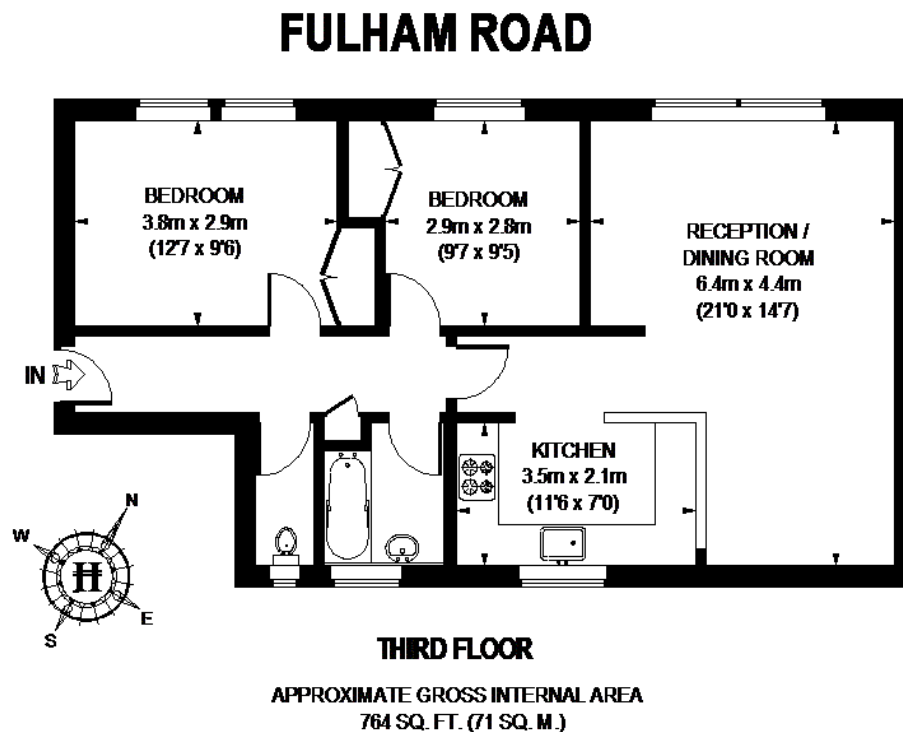 FULHAM ROAD
BEDROOM
3.8m x 2.9m
(12'7 x 9'6)
BEDROOM
2.9m x 2.8m
(9'7 x 9'5)
RECEPTION /
DINING ROOM
6.4m x 4.4m
(21'0 x 14'7)
IN
KITCHEN
3.5m x 2.1m
(11'6 x 7'0)
N
W
H
E
S
THIRD FLOOR
APPROXIMATE GROSS INTERNAL AREA
764 SQ. FT. (71 SQ. M.)